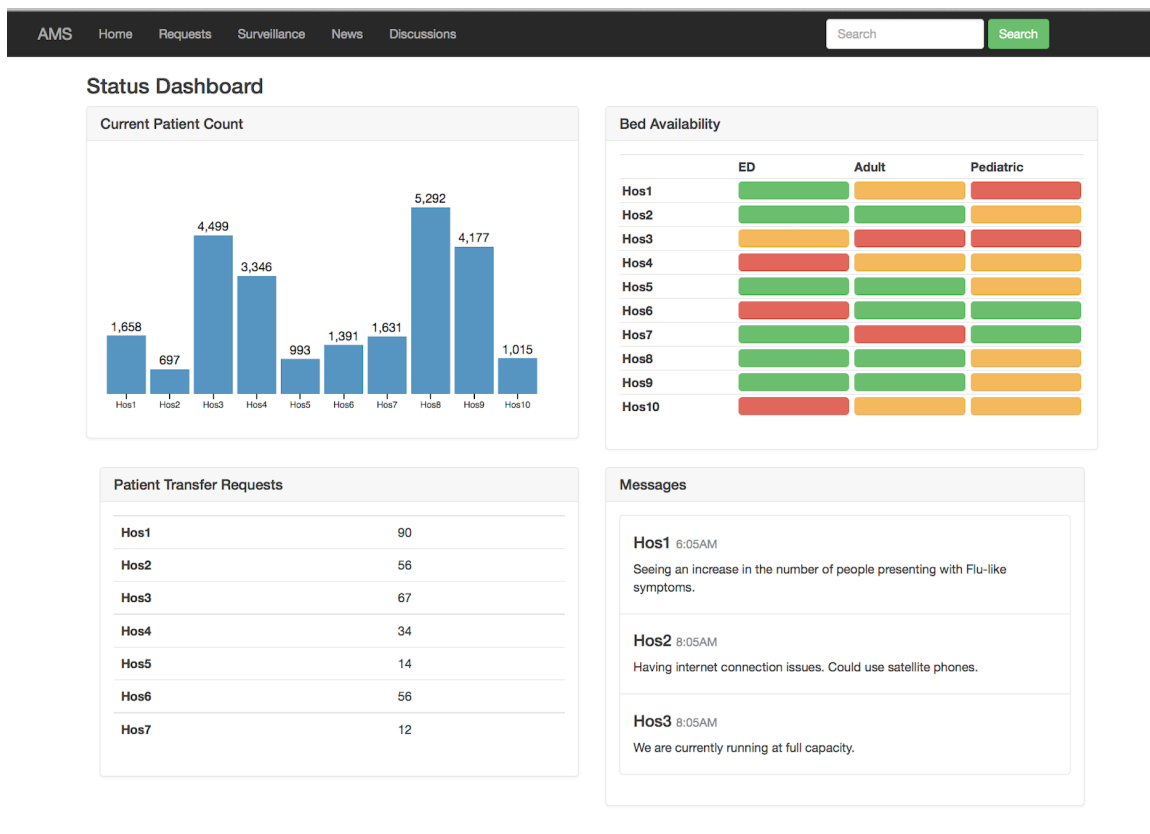 AMS Home Requests Surveillance News Discussions Search Search
Status Dashboard
Current Patient Count
5,292
4,499
4,177
3,346
1,658
1,631
1,391
1,015
993
697
Hos1 Hos2 Hos3 Hos4 Hos5 Hos6 Hos7 Hos8 Hos9 Hos10
Bed Availability
ED Adult Pediatric
Hos1
Hos2
Hos3
Hos4
Hos5
Hos6
Hos7
Hos8
Hos9
Hos10
Patient Transfer Requests
Hos1 90
Hos2 56
Hos3 67
Hos4 34
Hos5 14
Hos6 56
Hos7 12
Messages
Hos1 6:05AM
Seeing an increase in the number of people presenting with Flu-like
symptoms.
Hos2 8:05AM
Having internet connection issues. Could use satellite phones.
Hos3 8:05AM
We are currently running at full capacity.